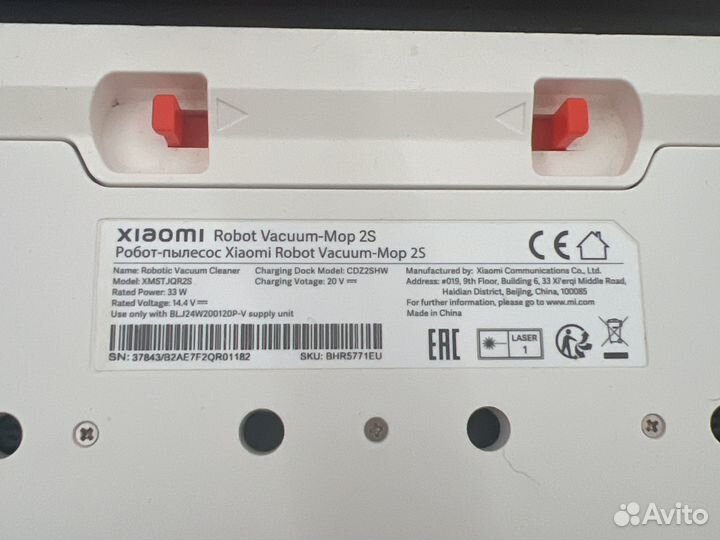 xiaomi Robot Vacuum-Mop 2S
Робот-пылесос Xiaomi Robot Vacuum-Mop 2S
Name: Robotic Vacuum Cleaner
Model: XMSTJQR2S
Rated Power: 33 W
Rated Voltage: 14.4 V
Use only with BLJ24W200120P-V supply unit
Charging Dock Model: CDZ2SHW
Charging Votage: 20 V
Manufactured by: Xiaomi Communications Co., Ltd.
Address: #019, 9th Floor, Building 6, 33 Xi'erqi Middle Road,
Haidian District, Beijing, China, 100085
For further information, please go to www.mi.com
Made in China
SN: 37843/B2AE7F2QR01182
SKU: BHR5771EU
CE
EAC
LASER
1
Avito